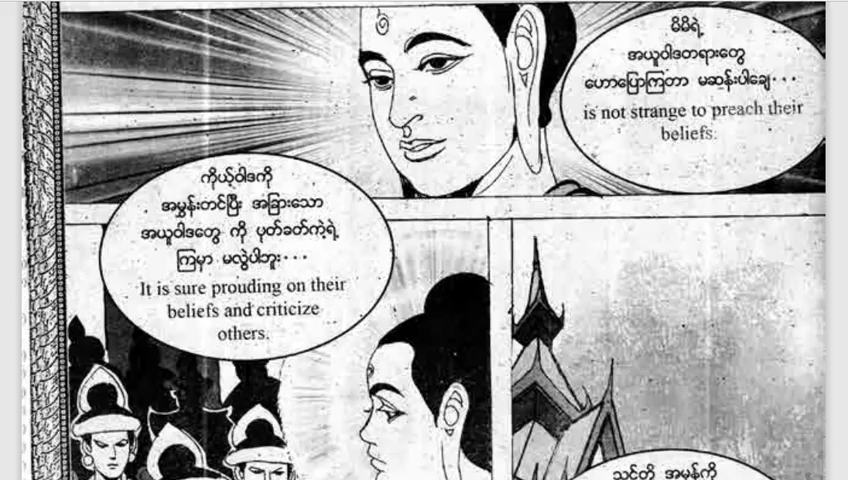 မိမိရဲ့
အယူဝါဒတရားတွေ
ဟောပြောကြတာ မဆန်းပါချေ...
is not strange to preach their
beliefs.
ကိုယ့်ဝါဒကို
အမွှန်းတင်ပြီး အခြားသော
အယူဝါဒတွေ ကို ပုတ်ခတ်ကဲ့ရဲ့
ကြမှာ မလွဲပါဘူး...
It is sure prouding on their
beliefs and criticize
others.
သင်တို့ အမှန်ကို